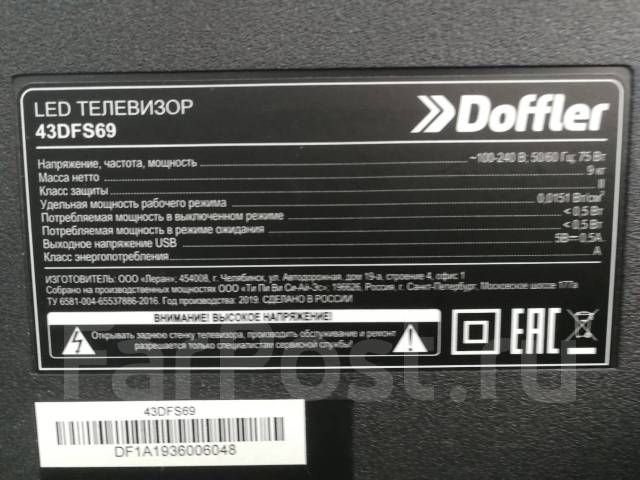 LED ТЕЛЕВИЗОР
43DFS69
Doffler
Напряжение, частота, мощность ~100-240 В; 50/60 Гц; 75 Вт
Масса нетто 9 кг
Класс защиты II
Удельная мощность рабочего режима 0,0151 Вт/см²
Потребляемая мощность в выключенном режиме < 0,5 Вт
Потребляемая мощность в режиме ожидания < 0,5 Вт
Выходное напряжение USB 5В⎓0,5А
Класс энергопотребления A
ИЗГОТОВИТЕЛЬ: ООО «Леран»; 454008, г. Челябинск, ул. Автодорожная, дом 19-а, строение 4, офис 1
Собрано на производственных мощностях ООО «Ти Пи Ви Си-Ай-Эс»; 196626, Россия, г. Санкт-Петербург, Московское шоссе 177а
ТУ 6581-004-65537886-2016. Год производства: 2019. СДЕЛАНО В РОССИИ
ВНИМАНИЕ! ВЫСОКОЕ НАПРЯЖЕНИЕ!
Открывать заднюю стенку телевизора, производить обслуживание и ремонт
разрешается только специалистам сервисной службы!
EAC
FarPost.ru
43DFS69
DF1A1936006048